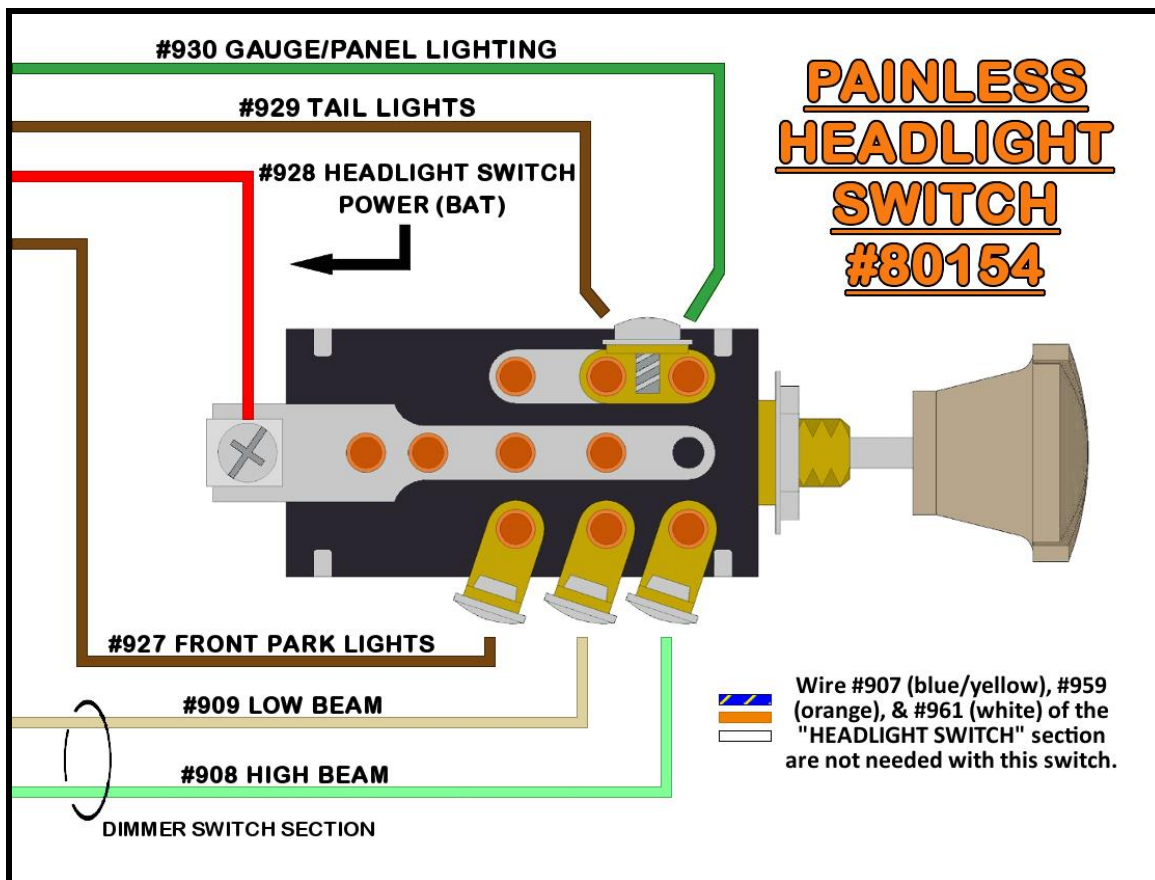 #930 GAUGE/PANEL LIGHTING
#929 TAIL LIGHTS
#928 HEADLIGHT SWITCH
POWER (BAT)
PAINLESS
HEADLIGHT
SWITCH
#80154
#927 FRONT PARK LIGHTS
#909 LOW BEAM
#908 HIGH BEAM
DIMMER SWITCH SECTION
Wire #907 (blue/yellow), #959
(orange), & #961 (white) of the
"HEADLIGHT SWITCH" section
are not needed with this switch.